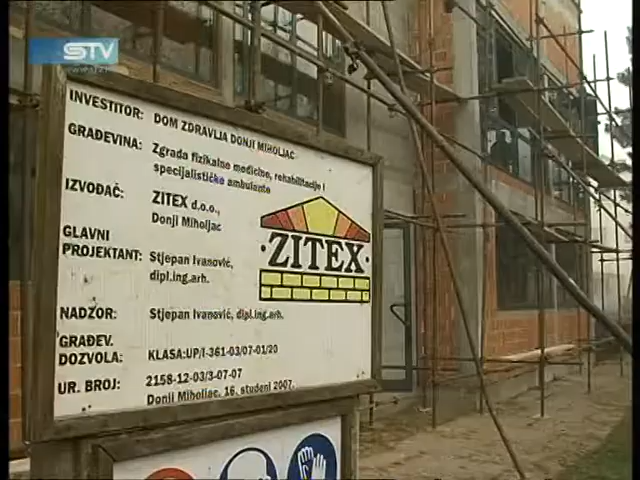 STV
INVESTITOR: DOM ZDRAVLJA DONJI MIHOLJAC
GRAĐEVINA: Zgrada fizikalne medicine, rehabilitacije i
specijalističke ambulante
IZVOĐAČ: ZITEX d.o.o.,
DONJI MIHOLJAC
GLAVNI
PROJEKTANT: Stjepan Ivanović,
dipl.ing.arh.
NADZOR: Stjepan Ivanović, dipl.ing.arh.
GRAĐEV.
DOZVOLA: KLASA:UP/I-361-03/07-01/20
UR. BROJ: 2158-12-03/4-07-07
Donji Miholjac, 16, studeni 2007.
ZITEX